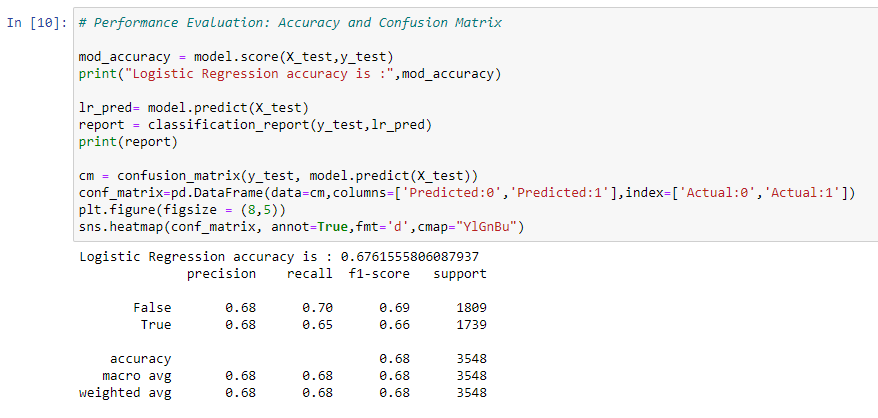 In [10]: # Performance Evaluation: Accuracy and Confusion Matrix
mod_accuracy = model.score(X_test,y_test)
print("Logistic Regression accuracy is :",mod_accuracy)
lr_pred= model.predict(X_test)
report = classification_report(y_test,lr_pred)
print(report)
cm = confusion_matrix(y_test, model.predict(X_test))
conf_matrix=pd.DataFrame(data=cm,columns=['Predicted:0','Predicted:1'],index=['Actual:0','Actual:1'])
plt.figure(figsize = (8,5))
sns.heatmap(conf_matrix, annot=True,fmt='d',cmap="YlGnBu")
Logistic Regression accuracy is : 0.6761555806087937
precision recall f1-score support
False 0.68 0.70 0.69 1809
True 0.68 0.65 0.66 1739
accuracy 0.68 3548
macro avg 0.68 0.68 0.68 3548
weighted avg 0.68 0.68 0.68 3548